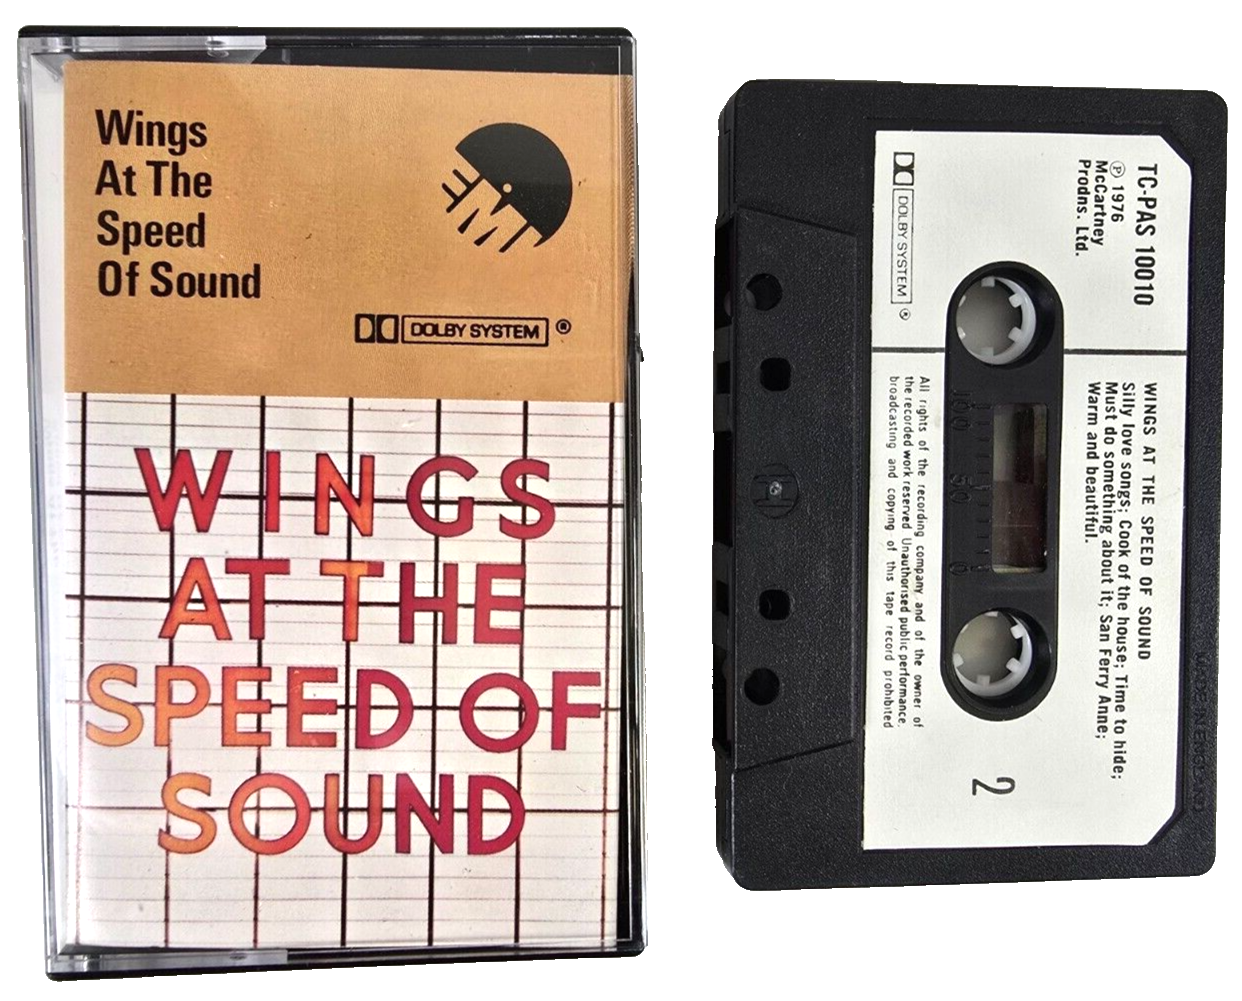 Wings
At The
Speed
Of Sound
EMI
DOLBY SYSTEM ®
WINGS
AT THE
SPEED OF
SOUND
TC-PAS 10010
℗ 1976
McCartney
Prodns. Ltd.
DOLBY SYSTEM ®
WINGS AT THE SPEED OF SOUND
Silly love songs; Cook of the house; Time to hide;
Must do something about it; San Ferry Anne;
Warm and beautiful.
100 50 0
All rights of the recording company and of the owner of
the recorded work reserved Unauthorised public performance,
broadcasting and copying of this tape record prohibited
2
MADE IN ENGLAND